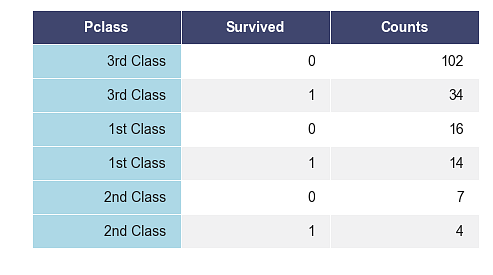 Pclass Survived Counts
3rd Class 0 102
3rd Class 1 34
1st Class 0 16
1st Class 1 14
2nd Class 0 7
2nd Class 1 4